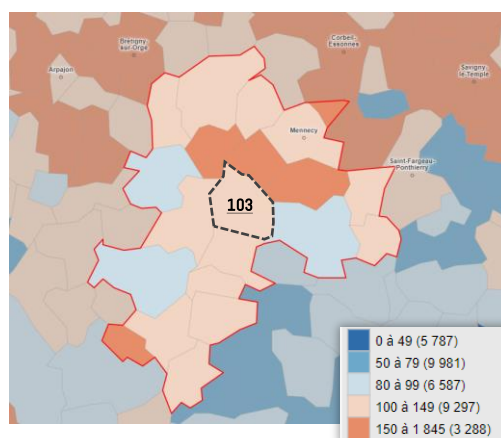 Brétigny
-sur-Orge
Corbeil-
Essonnes
Arpajon
Savigny
-le-Temple
Mennecy
Saint-Fargeau-
Ponthierry
103
0 à 49 (5 787)
50 à 79 (9 981)
80 à 99 (6 587)
100 à 149 (9 297)
150 à 1 845 (3 288)